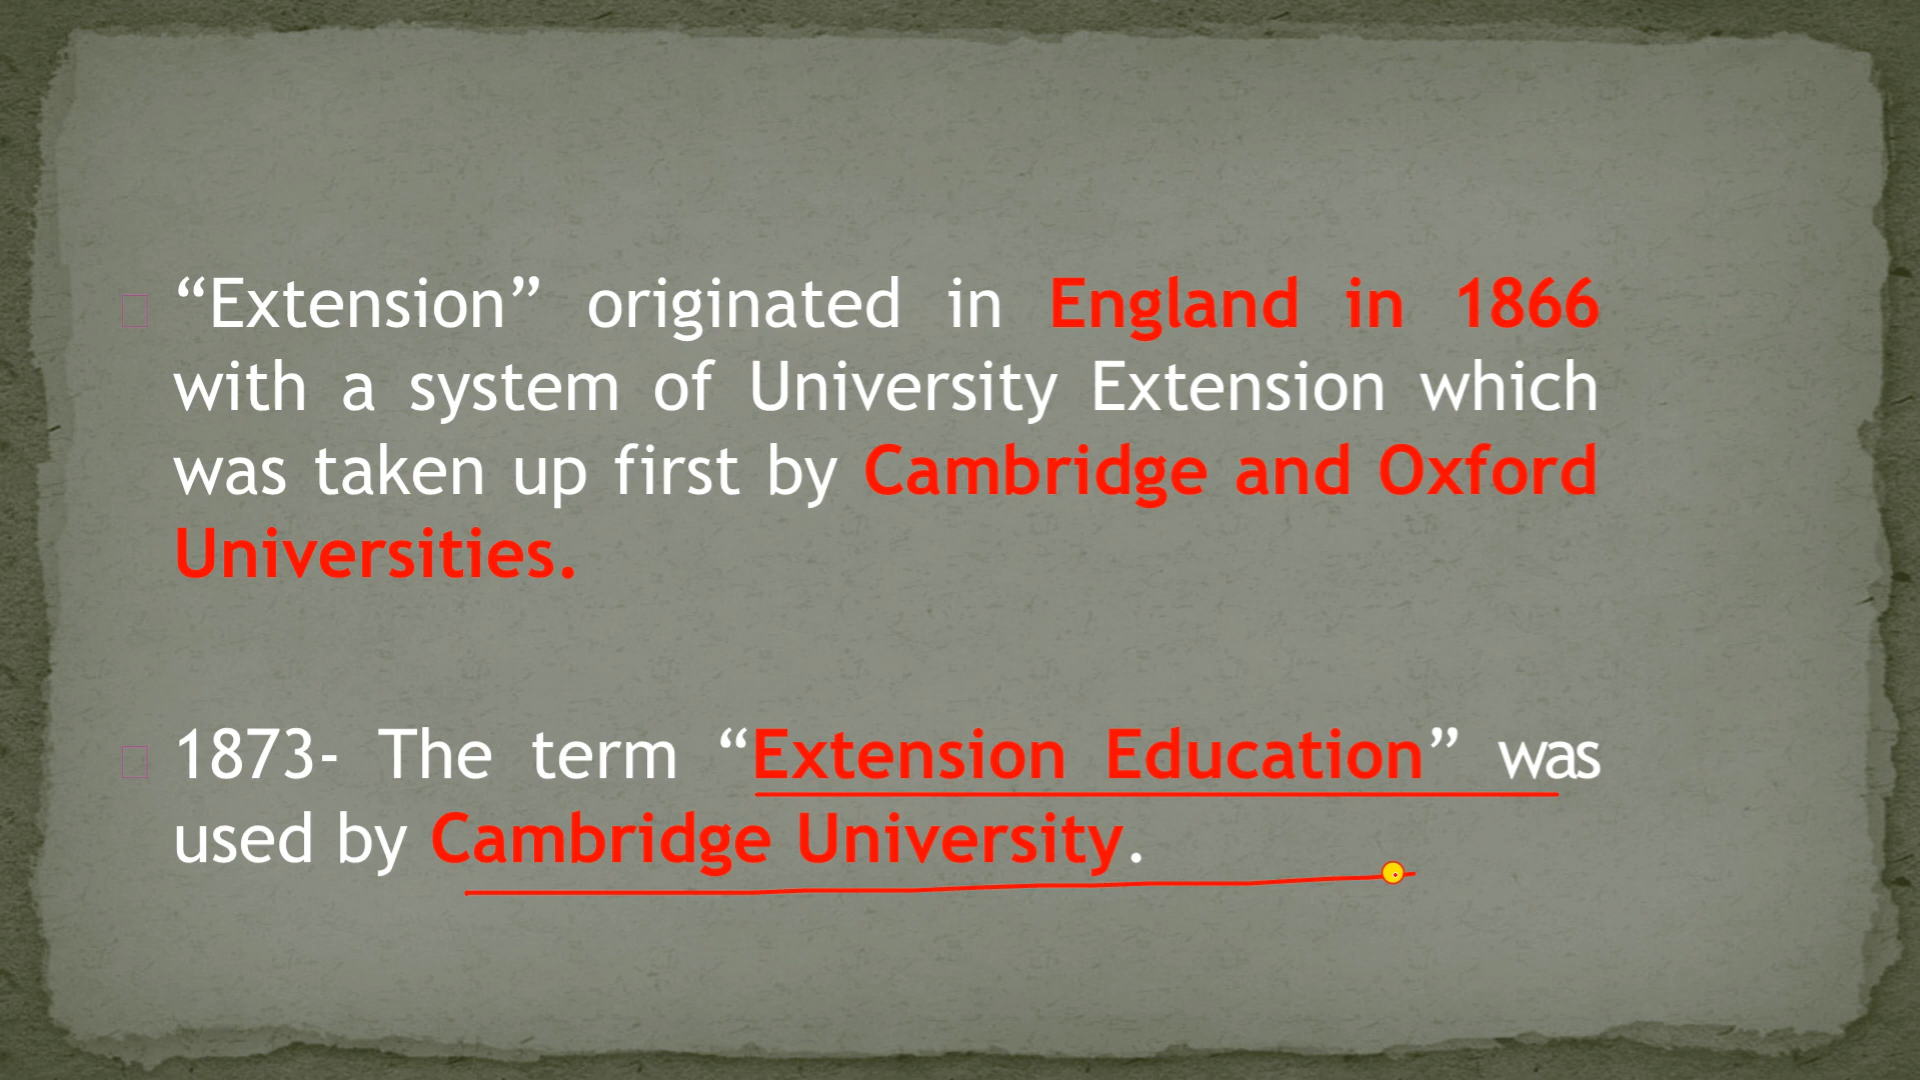 “Extension” originated in England in 1866
with a system of University Extension which
was taken up first by Cambridge and Oxford
Universities.
1873- The term “Extension Education” was
used by Cambridge University.